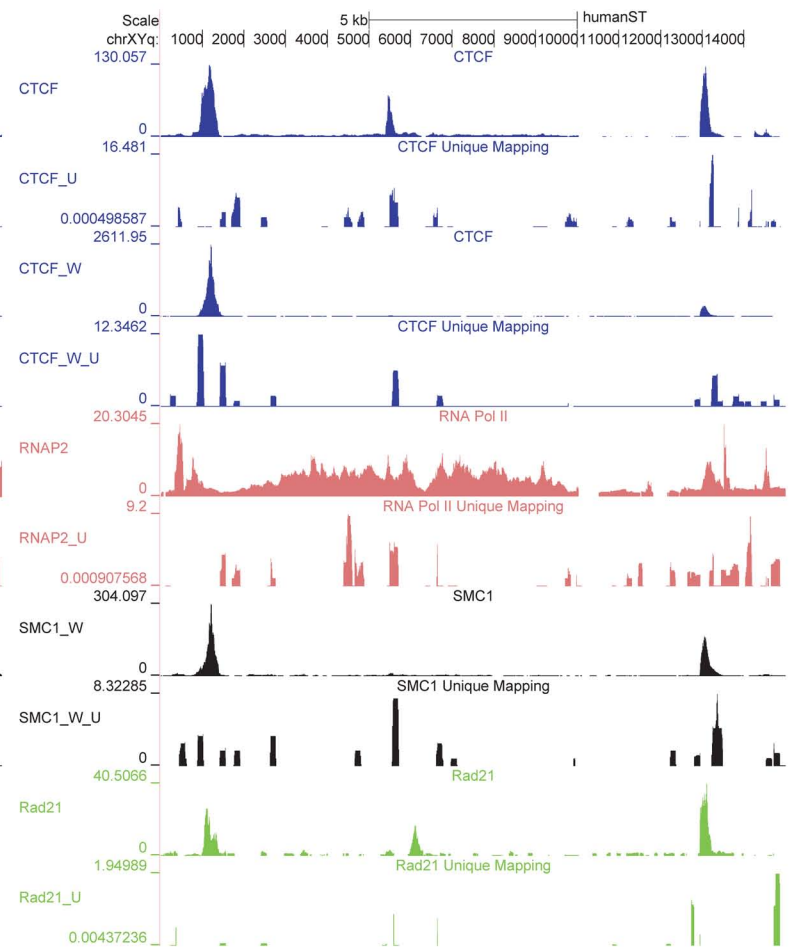 Scale 5 kb humanST
chrXYq: 1000 2000 3000 4000 5000 6000 7000 8000 9000 10000 11000 12000 13000 14000
130.057 CTCF
CTCF
0
16.481 CTCF Unique Mapping
CTCF_U
0.000498587
2611.95 CTCF
CTCF_W
0
12.3462 CTCF Unique Mapping
CTCF_W_U
0
20.3045 RNA Pol II
RNAP2
0
9.2 RNA Pol II Unique Mapping
RNAP2_U
0.000907568
304.097 SMC1
SMC1_W
0
8.32285 SMC1 Unique Mapping
SMC1_W_U
0
40.5066 Rad21
Rad21
0
1.94989 Rad21 Unique Mapping
Rad21_U
0.00437236